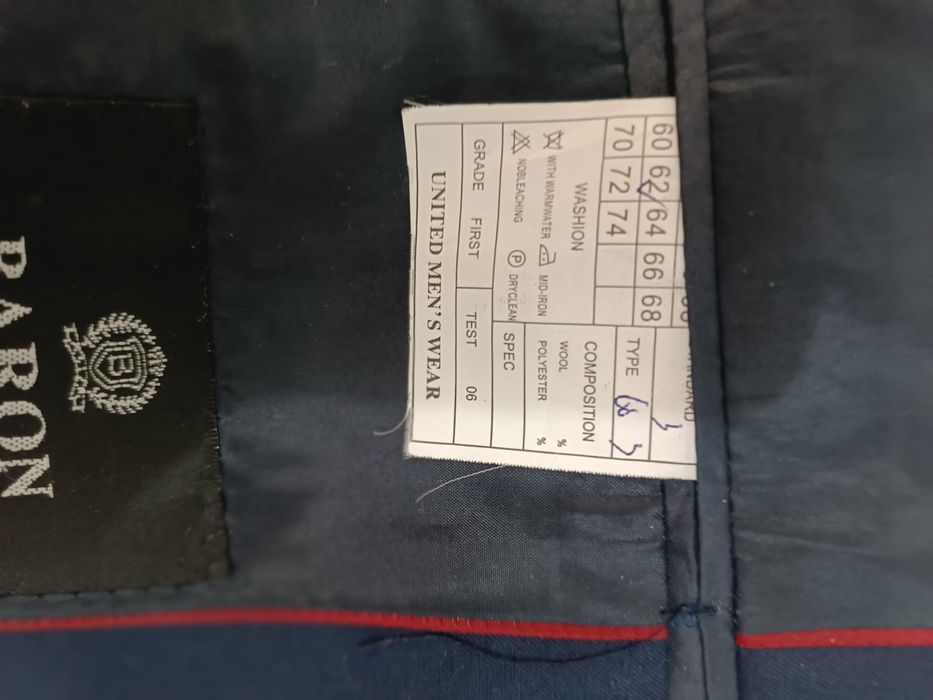 BARON
B
60 62 64 66 68
70 72 74
TYPE
WASHION
COMPOSITION
WITH WARMWATER
MID-IRON
WOOL %
NOBLEACHING
P DRYCLEAN
POLYESTER %
SPEC
GRADE FIRST
TEST 06
UNITED MEN'S WEAR